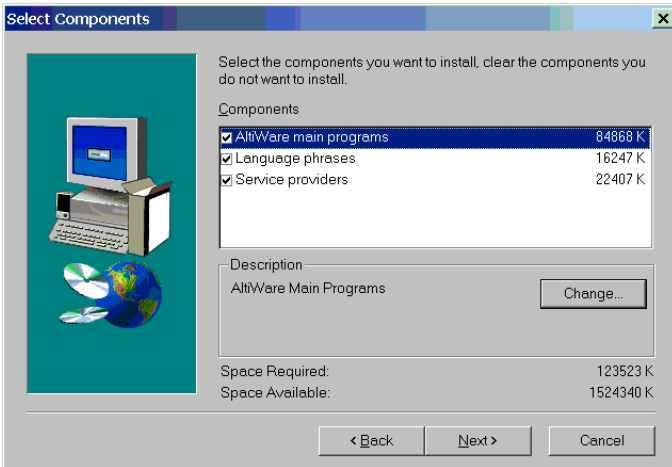 Select Components
Select the components you want to install, clear the components you
do not want to install.
Components
AltiWare main programs 84868 K
Language phrases 16247 K
Service providers 22407 K
Description
AltiWare Main Programs
Change...
Space Required: 123523 K
Space Available: 1524340 K
< Back Next > Cancel